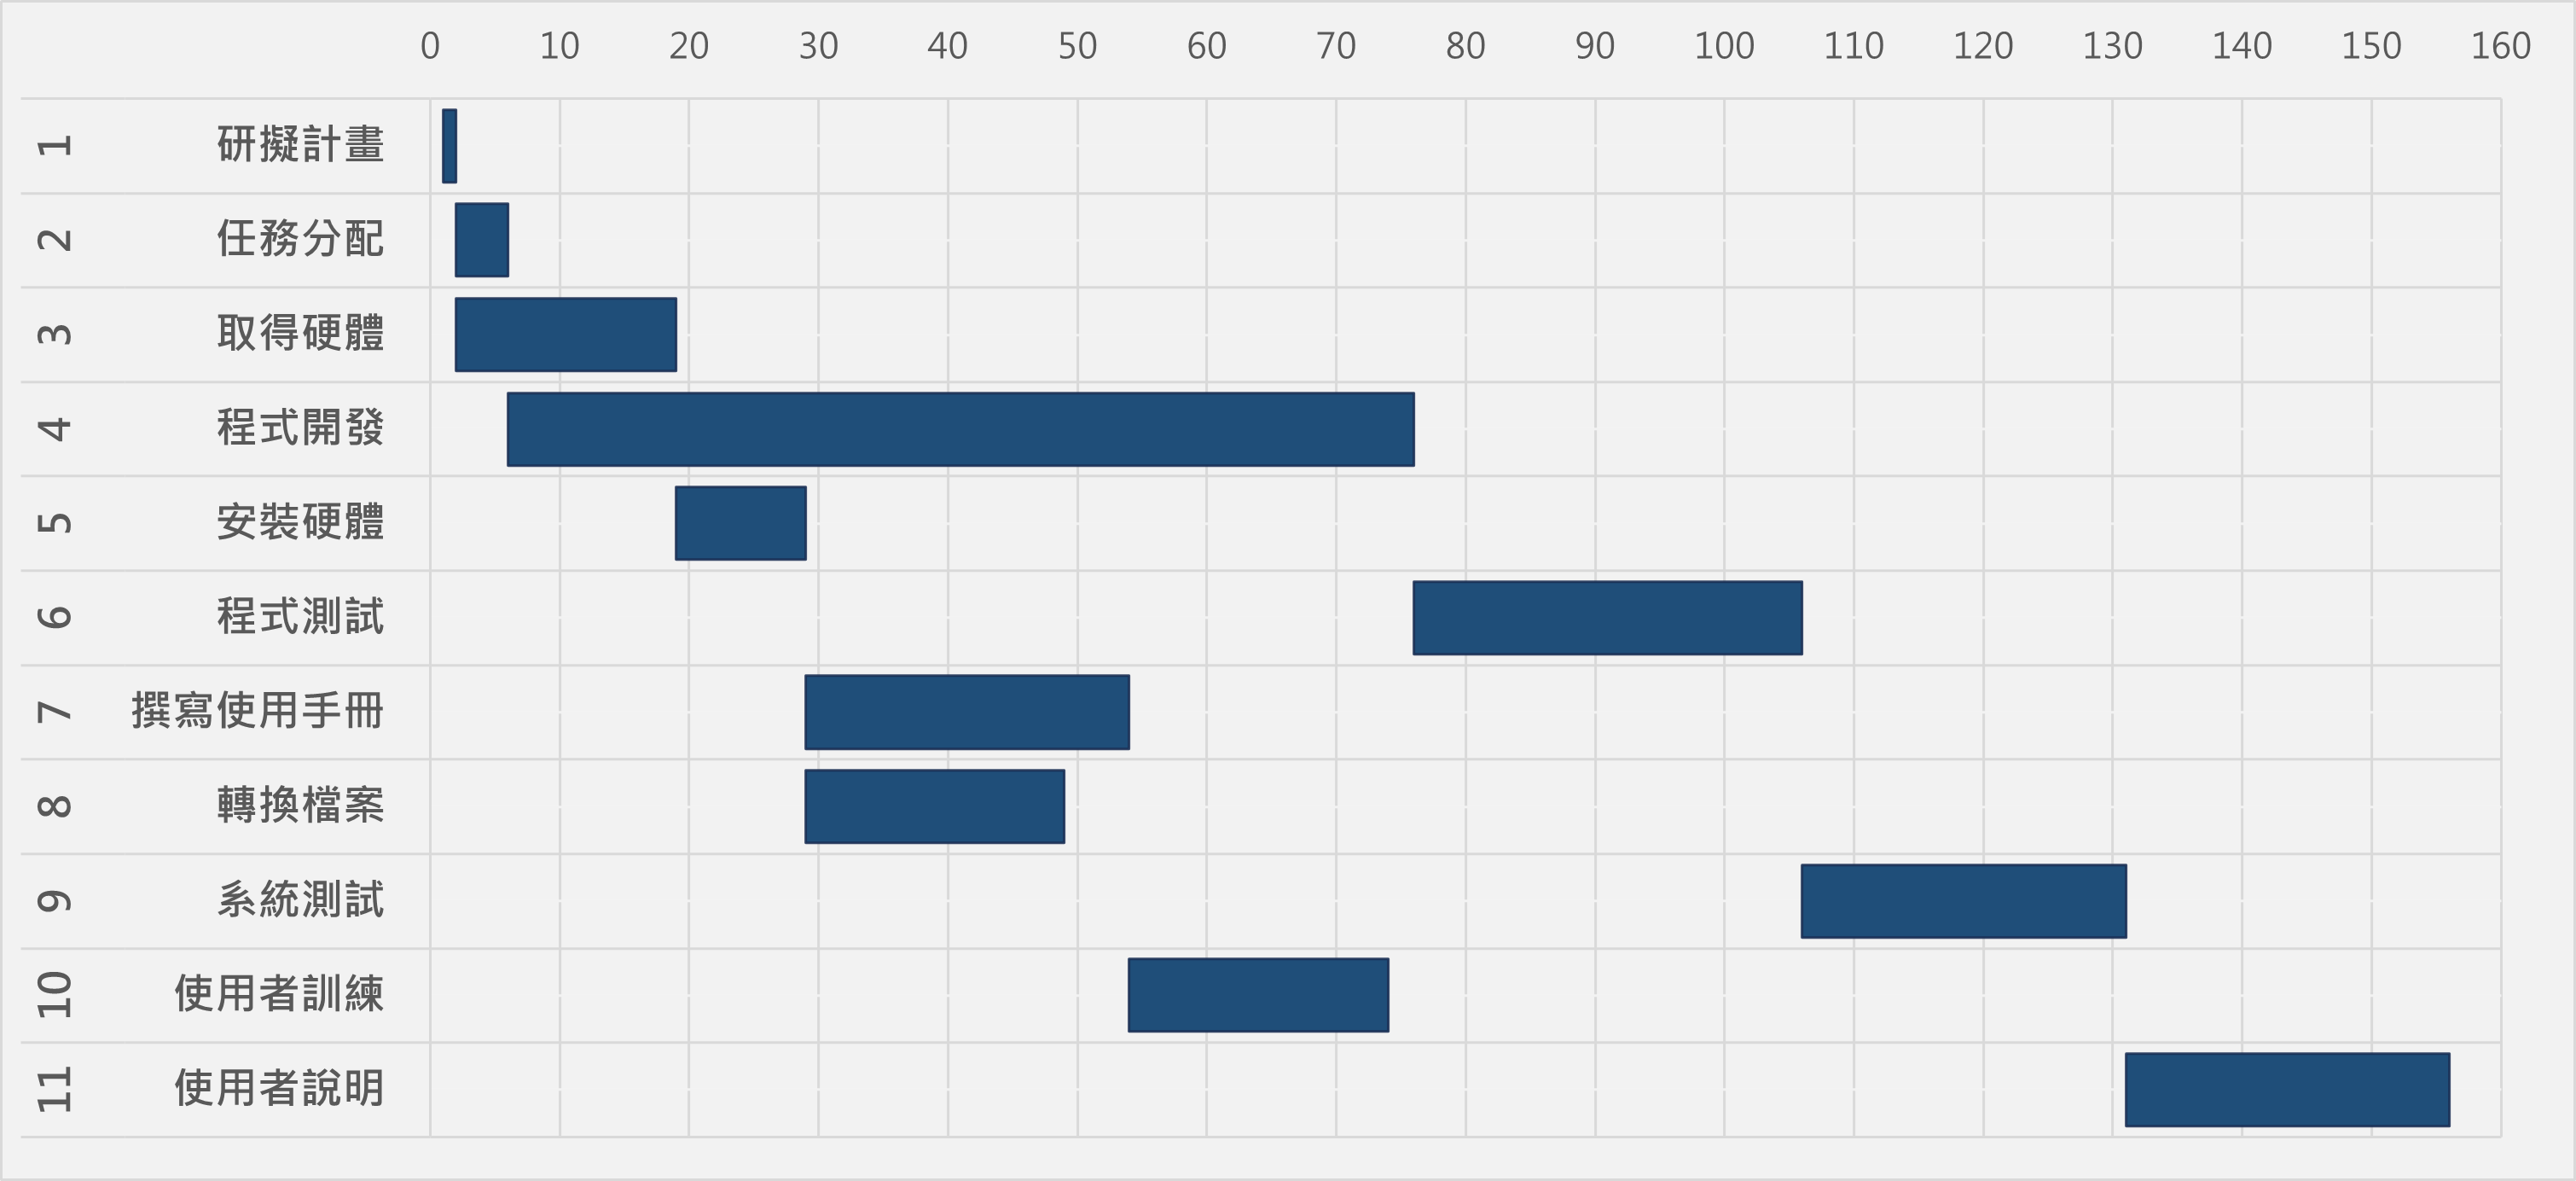 0 10 20 30 40 50 60 70 80 90 100 110 120 130 140 150 160
1 研擬計畫
2 任務分配
3 取得硬體
4 程式開發
5 安裝硬體
6 程式測試
7 撰寫使用手冊
8 轉換檔案
9 系統測試
10 使用者訓練
11 使用者說明